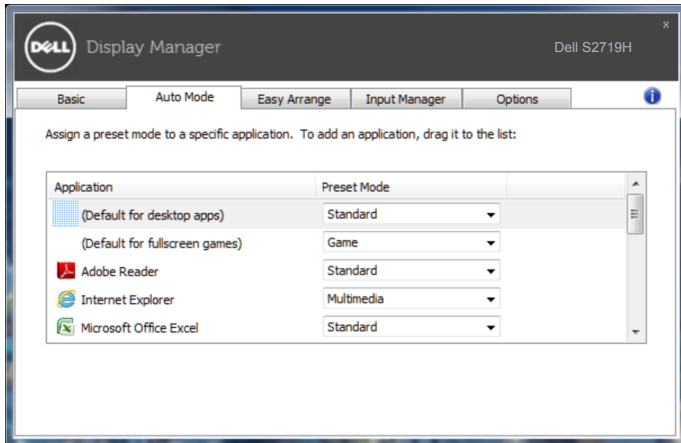 DELL Display Manager Dell S2719H x
Basic Auto Mode Easy Arrange Input Manager Options i
Assign a preset mode to a specific application. To add an application, drag it to the list:
Application Preset Mode
(Default for desktop apps) Standard
(Default for fullscreen games) Game
Adobe Reader Standard
Internet Explorer Multimedia
Microsoft Office Excel Standard